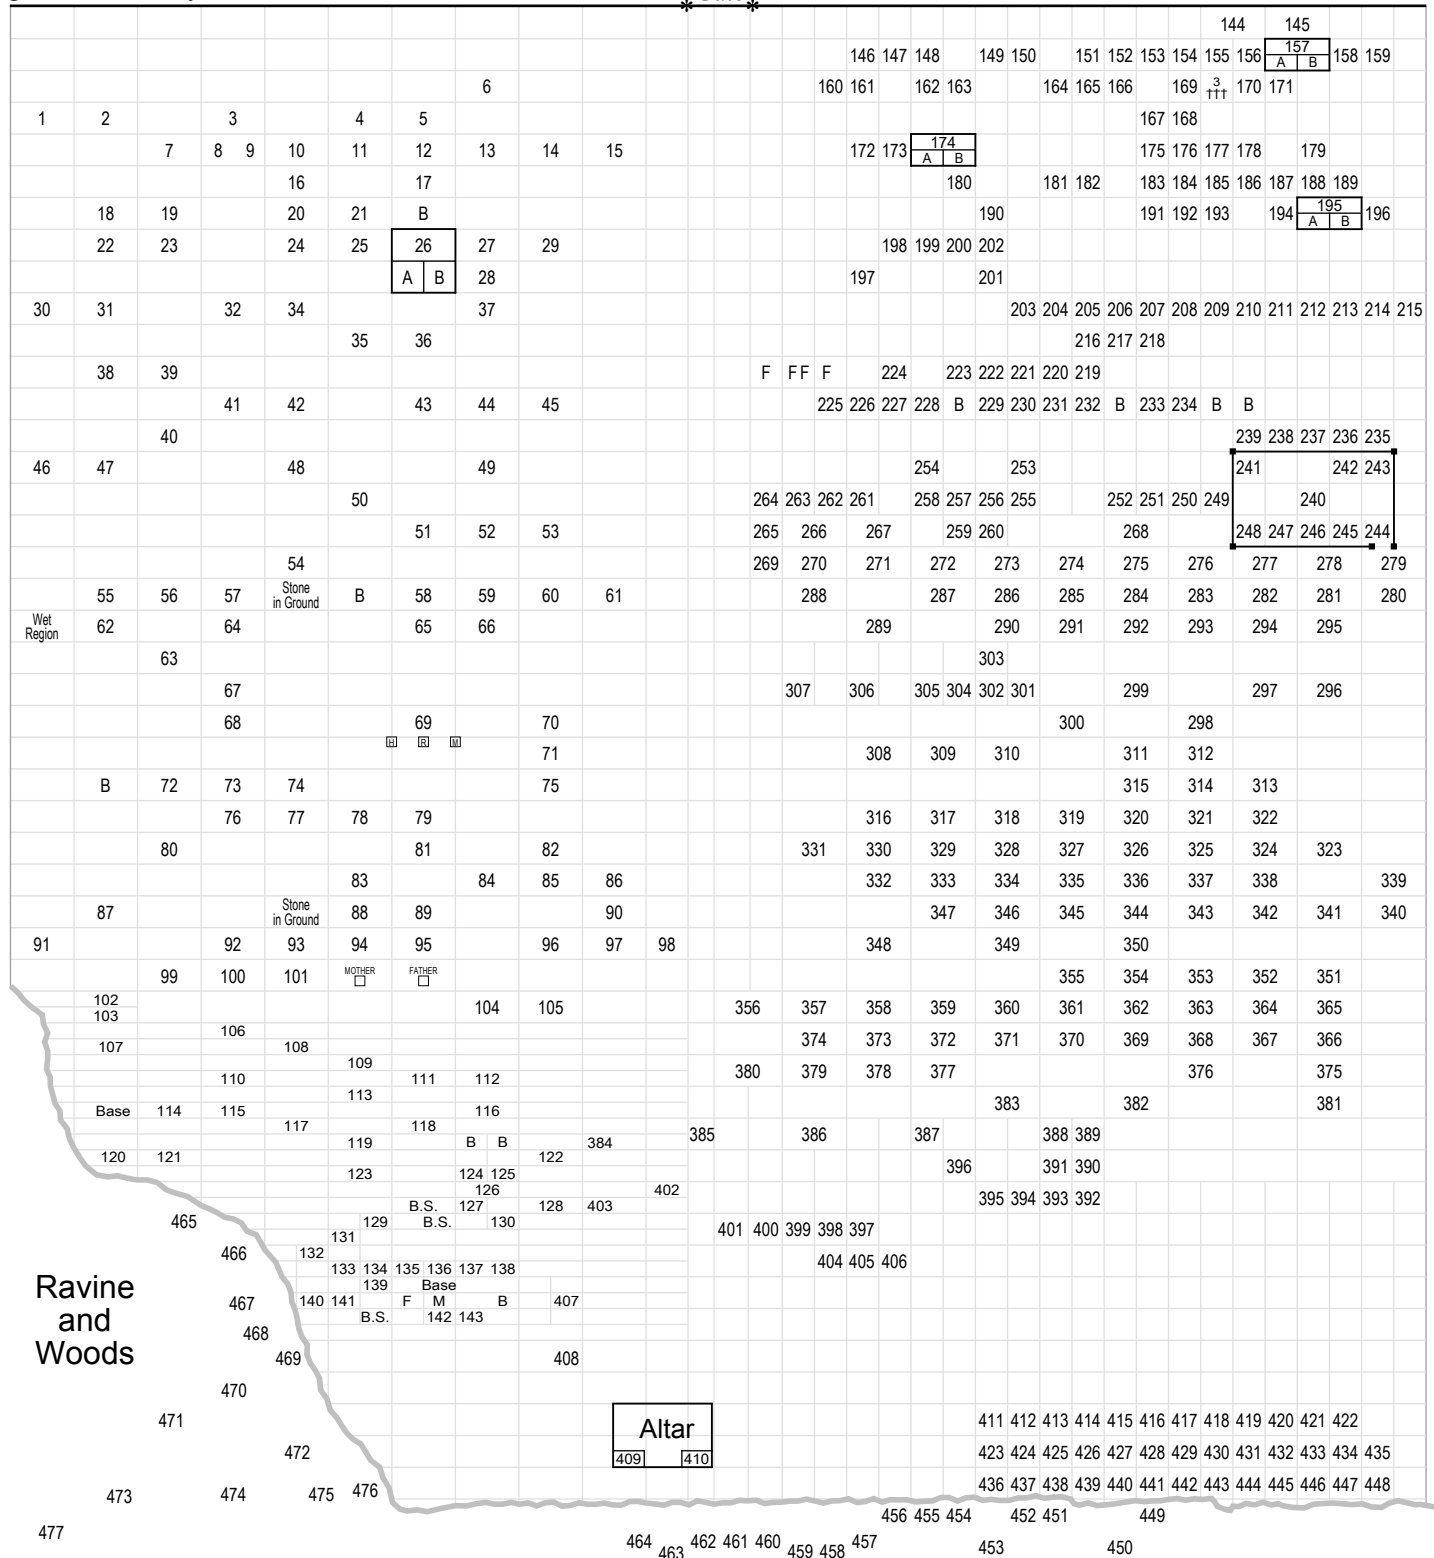 * *
144 145
146 147 148 149 150 151 152 153 154 155 156 157 158 159
A B
6 160 161 162 163 164 165 166 169 3 170 171
†††
1 2 3 4 5 167 168
7 8 9 10 11 12 13 14 15 172 173 174 175 176 177 178 179
A B
16 17 180 181 182 183 184 185 186 187 188 189
18 19 20 21 B 190 191 192 193 194 195 196
A B
22 23 24 25 26 27 29 198 199 200 202
A B 28 197 201
30 31 32 34 37 203 204 205 206 207 208 209 210 211 212 213 214 215
35 36 216 217 218
38 39 F F F F 224 223 222 221 220 219
41 42 43 44 45 225 226 227 228 B 229 230 231 232 B 233 234 B B
40 239 238 237 236 235
46 47 48 49 254 253 241 242 243
50 264 263 262 261 258 257 256 255 252 251 250 249 240
51 52 53 265 266 267 259 260 268 248 247 246 245 244
54 269 270 271 272 273 274 275 276 277 278 279
55 56 57 Stone in Ground B 58 59 60 61 288 287 286 285 284 283 282 281 280
Wet Region 62 64 65 66 289 290 291 292 293 294 295
63 303
67 307 306 305 304 302 301 299 297 296
68 69 70 300 298
H R M
71 308 309 310 311 312
B 72 73 74 75 315 314 313
76 77 78 79 316 317 318 319 320 321 322
80 81 82 331 330 329 328 327 326 325 324 323
83 84 85 86 332 333 334 335 336 337 338 339
87 Stone in Ground 88 89 90 347 346 345 344 343 342 341 340
91 92 93 94 95 96 97 98 348 349 350
99 100 101 MOTHER FATHER 355 354 353 352 351
102
103 104 105 356 357 358 359 360 361 362 363 364 365
106
107 108 374 373 372 371 370 369 368 367 366
109
110 111 112 380 379 378 377 376 375
113
Base 114 115 116 383 382 381
117 118
119 B B 384 385 386 387 388 389
120 121 122
123 124 125 396 391 390
126 402
B.S. 127 128 403 395 394 393 392
465 129 B.S. 130
131 401 400 399 398 397
466 132
404 405 406
133 134 135 136 137 138
139 Base
467 140 141 F M B 407
B.S. 142 143
468
Ravine
and
Woods
469 408
470
471 Altar 411 412 413 414 415 416 417 418 419 420 421 422
472 409 410 423 424 425 426 427 428 429 430 431 432 433 434 435
436 437 438 439 440 441 442 443 444 445 446 447 448
473 474 475 476
456 455 454 452 451 449
477 464 463 462 461 460 459 458 457 453 450